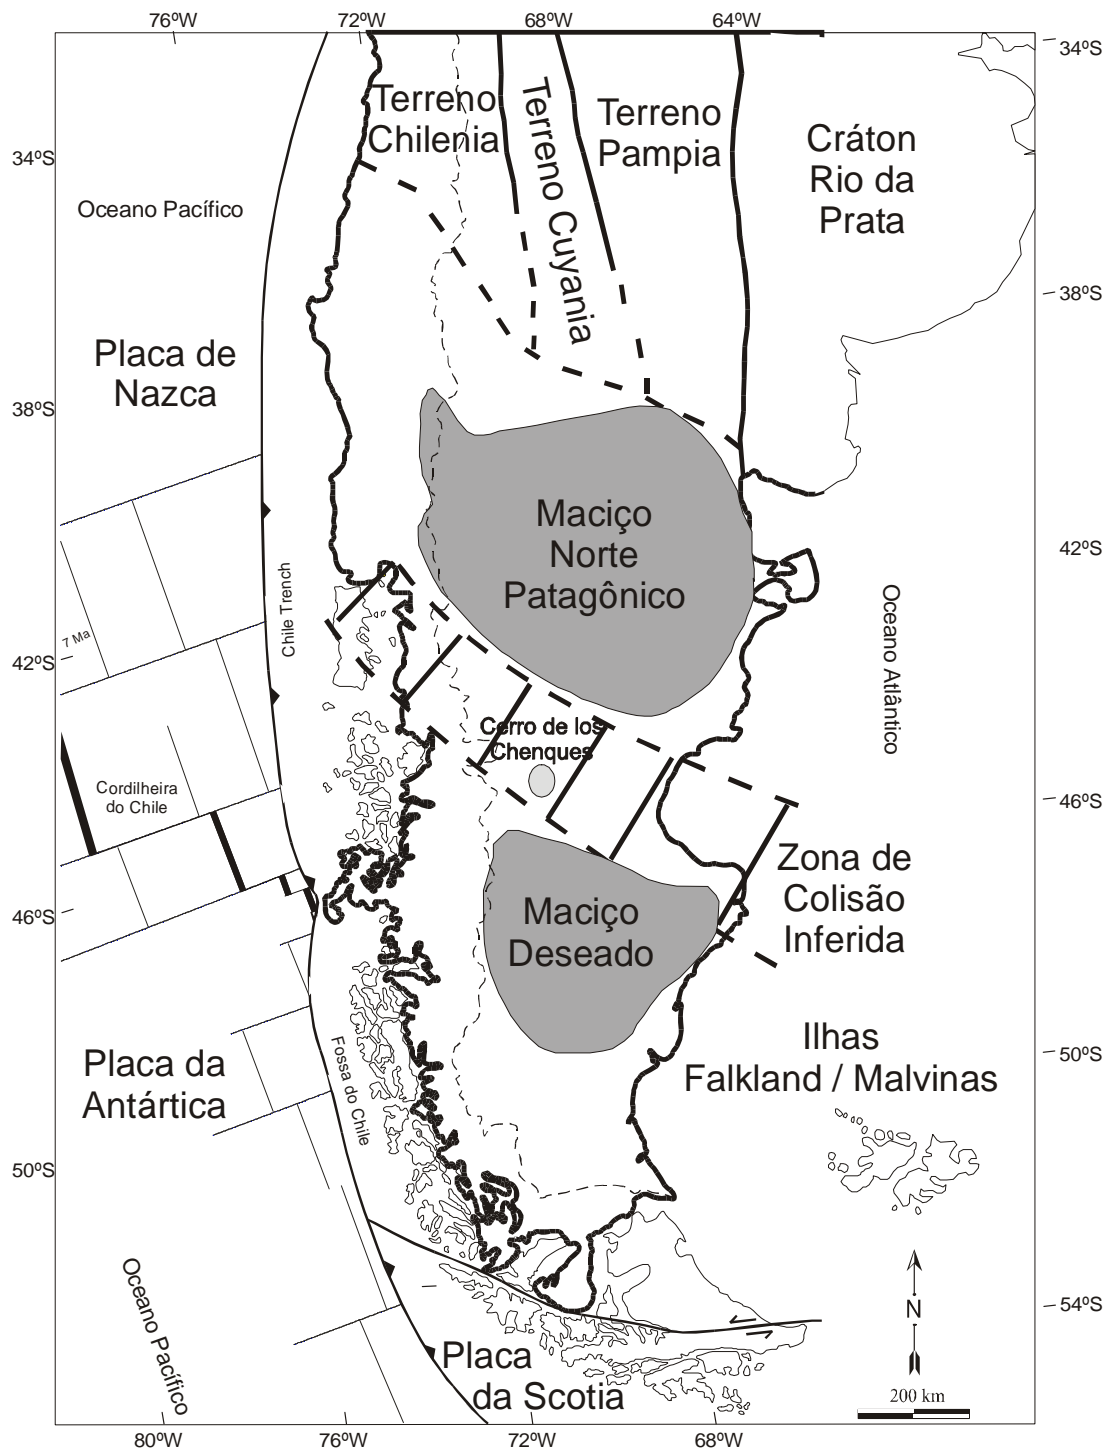 76ºW
72ºW
68ºW
64ºW
34ºS
34ºS
38ºS
38ºS
42ºS
42ºS
46ºS
46ºS
50ºS
50ºS
54ºS
Terreno
Chilenia
Terreno Cuyania
Terreno
Pampia
Cráton
Rio da
Prata
Oceano Pacífico
Placa de
Nazca
Maciço
Norte
Patagônico
Chile Trench
7 Ma
Oceano Atlântico
Cerro de los
Chenques
Cordilheira
do Chile
Zona de
Colisão
Inferida
Maciço
Deseado
Ilhas
Falkland / Malvinas
Fossa do Chile
Placa da
Antártica
Oceano Pacífico
Placa
da Scotia
N
200 km
80ºW
76ºW
72ºW
68ºW